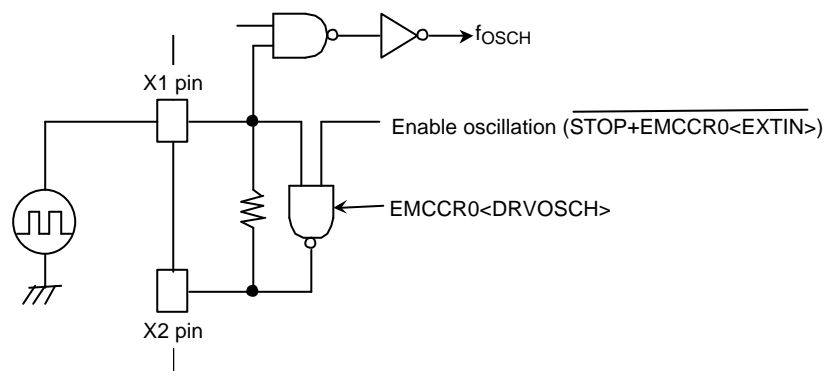 fOSCH
X1 pin
Enable oscillation (STOP+EMCCR0<EXTIN>)
EMCCR0<DRVOSCH>
X2 pin